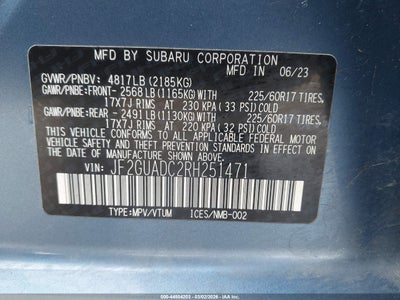 MFD BY SUBARU CORPORATION
MFD IN 06/23
GVWR/PNBV: 4817LB (2185KG)
GAWR/PNBE:FRONT- 2568LB (1165KG) WITH 225/60R17 TIRES,
17X7J RIMS AT 230 KPA (33 PSI) COLD
GAWR/PNBE: REAR - 2491LB (1130KG) WITH 225/60R17 TIRES,
17X7J RIMS AT 220 KPA (32 PSI) COLD
THIS VEHICLE CONFORMS TO ALL APPLICABLE FEDERAL MOTOR
VEHICLE SAFETY STANDARDS IN EFFECT ON THE
DATE OF MANUFACTURE SHOWN ABOVE.
VIN: JF2GUADC2RH251471
TYPE:MPV/VTUM ICES/NMB-002